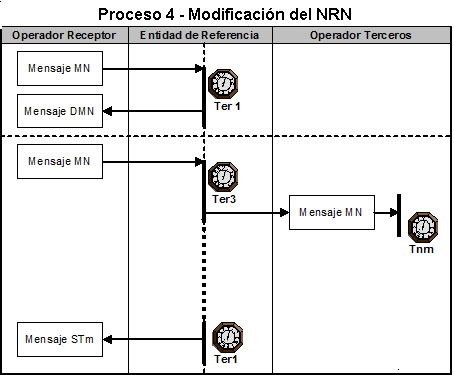 Proceso 4 - Modificación del NRN
Operador Receptor Entidad de Referencia Operador Terceros
Mensaje MN
Mensaje DMN
Ter 1
Mensaje MN
Ter3
Mensaje MN
Tnm
Mensaje STm
Ter1